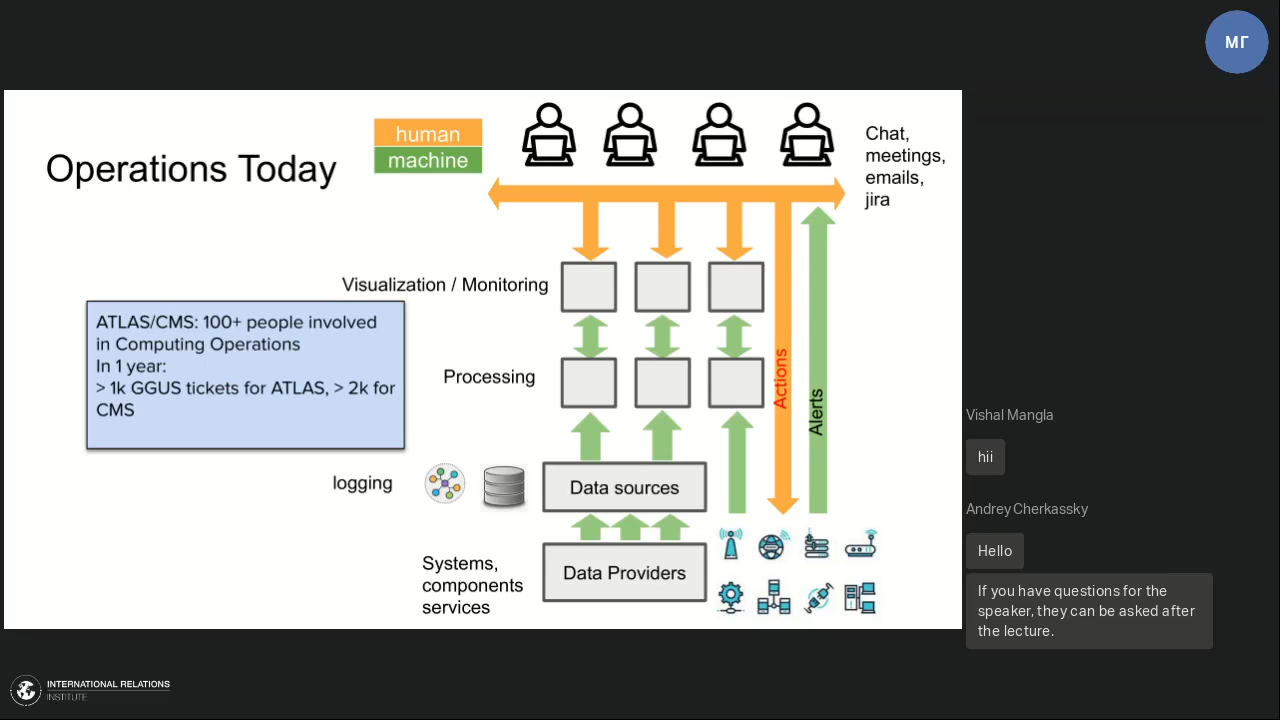 МГ
Operations Today
human
machine
Chat,
meetings,
emails,
jira
Visualization / Monitoring
ATLAS/CMS: 100+ people involved
in Computing Operations
In 1 year:
> 1k GGUS tickets for ATLAS, > 2k for
CMS
Processing
Actions
Alerts
logging
Data sources
Systems,
components
services
Data Providers
Vishal Mangla
hii
Andrey Cherkassky
Hello
If you have questions for the
speaker, they can be asked after
the lecture.
INTERNATIONAL RELATIONS
INSTITUTE